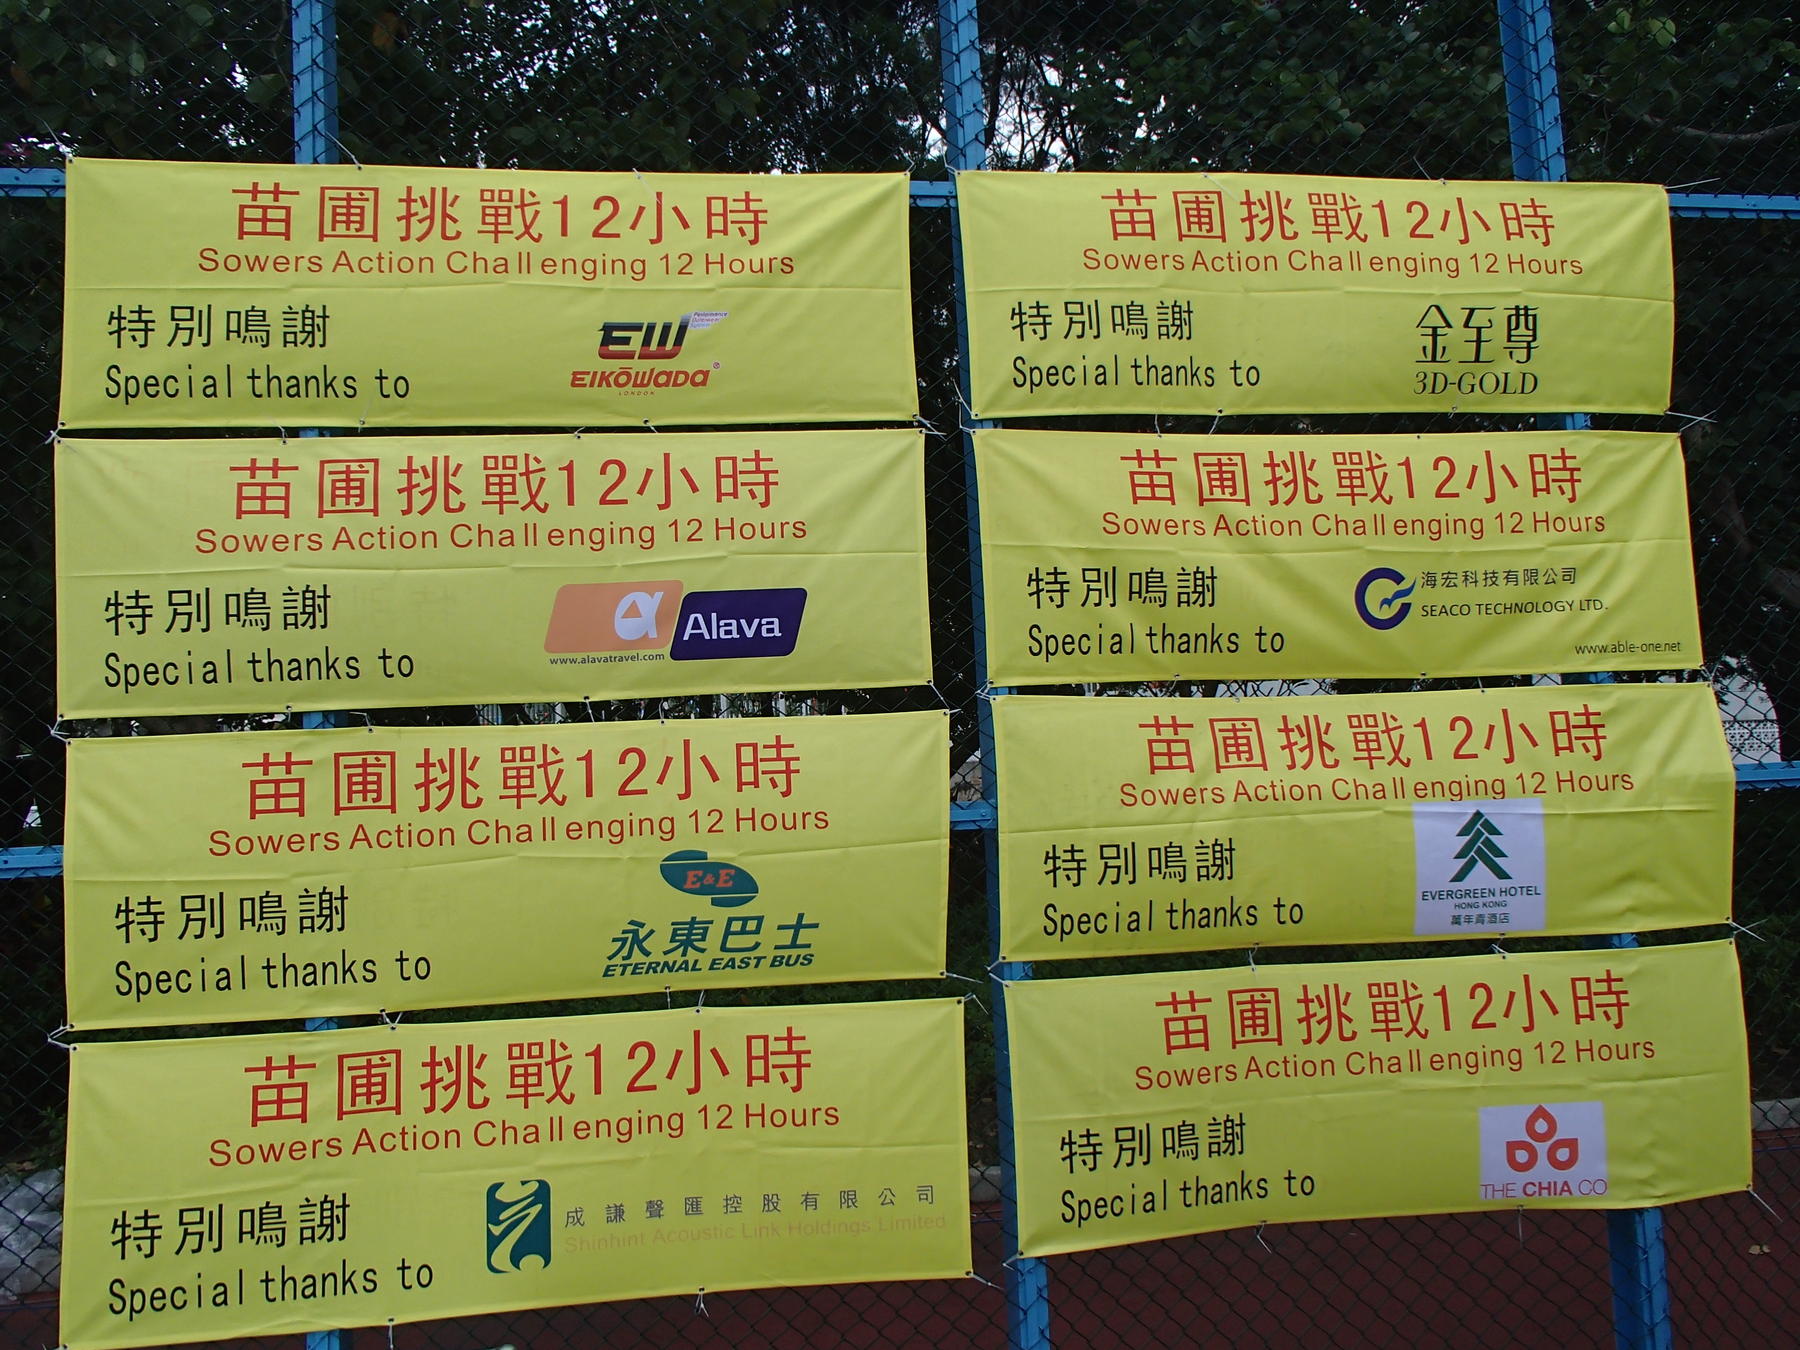 苗圃挑戰12小時
Sowers Action Challenging 12 Hours
特別鳴謝
Special thanks to
EW
Performance
Outerwear
System
EIKŌWADA®
LONDON
苗圃挑戰12小時
Sowers Action Challenging 12 Hours
特別鳴謝
Special thanks to
α Alava
www.alavatravel.com
苗圃挑戰12小時
Sowers Action Challenging 12 Hours
特別鳴謝
Special thanks to
E&E
永東巴士
ETERNAL EAST BUS
苗圃挑戰12小時
Sowers Action Challenging 12 Hours
特別鳴謝
Special thanks to
成謙聲匯控股有限公司
Shinhint Acoustic Link Holdings Limited
苗圃挑戰12小時
Sowers Action Challenging 12 Hours
特別鳴謝
Special thanks to
金至尊
3D-GOLD
苗圃挑戰12小時
Sowers Action Challenging 12 Hours
特別鳴謝
Special thanks to
海宏科技有限公司
SEACO TECHNOLOGY LTD.
www.able-one.net
苗圃挑戰12小時
Sowers Action Challenging 12 Hours
特別鳴謝
Special thanks to
EVERGREEN HOTEL
HONG KONG
萬年青酒店
苗圃挑戰12小時
Sowers Action Challenging 12 Hours
特別鳴謝
Special thanks to
THE CHIA CO